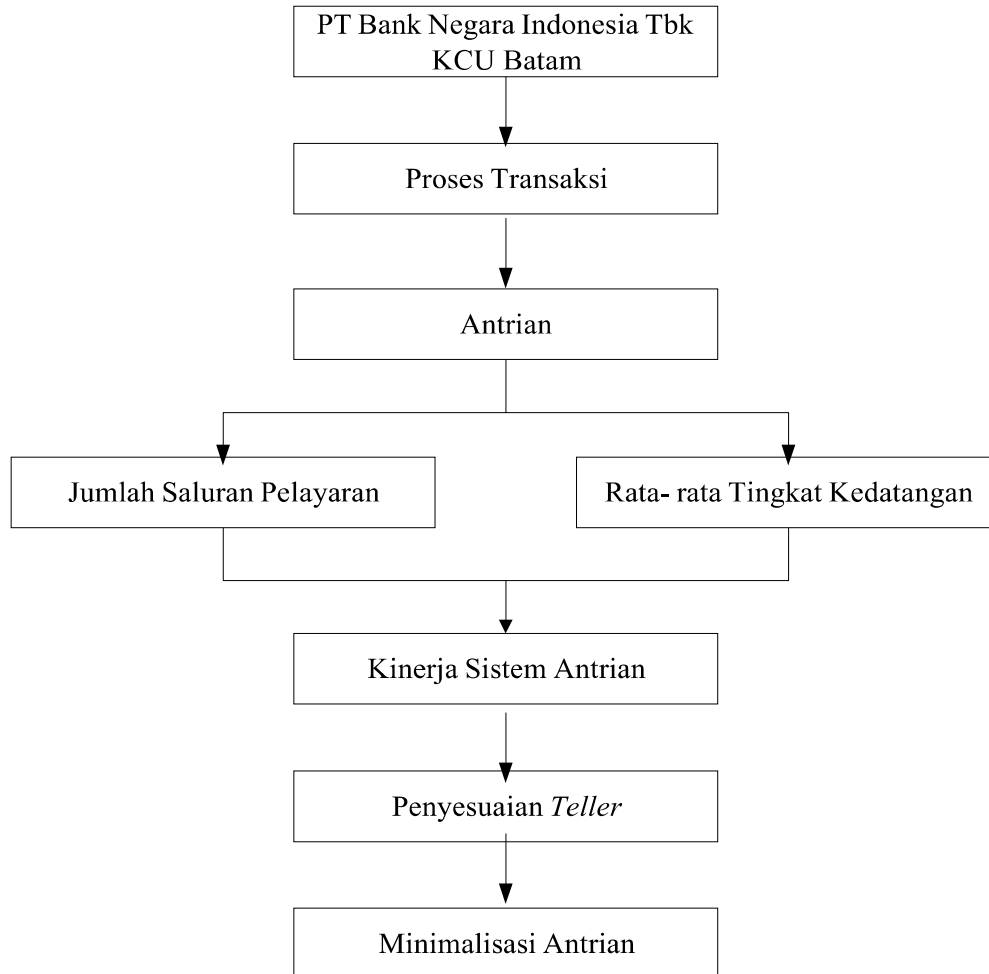 PT Bank Negara Indonesia Tbk
KCU Batam
Proses Transaksi
Antrian
Jumlah Saluran Pelayaran
Rata- rata Tingkat Kedatangan
Kinerja Sistem Antrian
Penyesuaian Teller
Minimalisasi Antrian